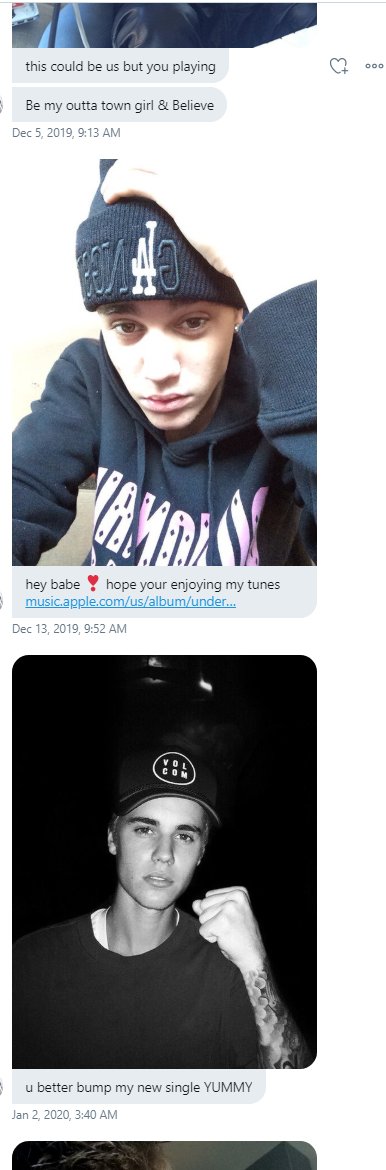 this could be us but you playing
Be my outta town girl & Believe
Dec 5, 2019, 9:13 AM
LA
hey babe ❣ hope your enjoying my tunes
music.apple.com/us/album/under...
Dec 13, 2019, 9:52 AM
VOL
COM
u better bump my new single YUMMY
Jan 2, 2020, 3:40 AM